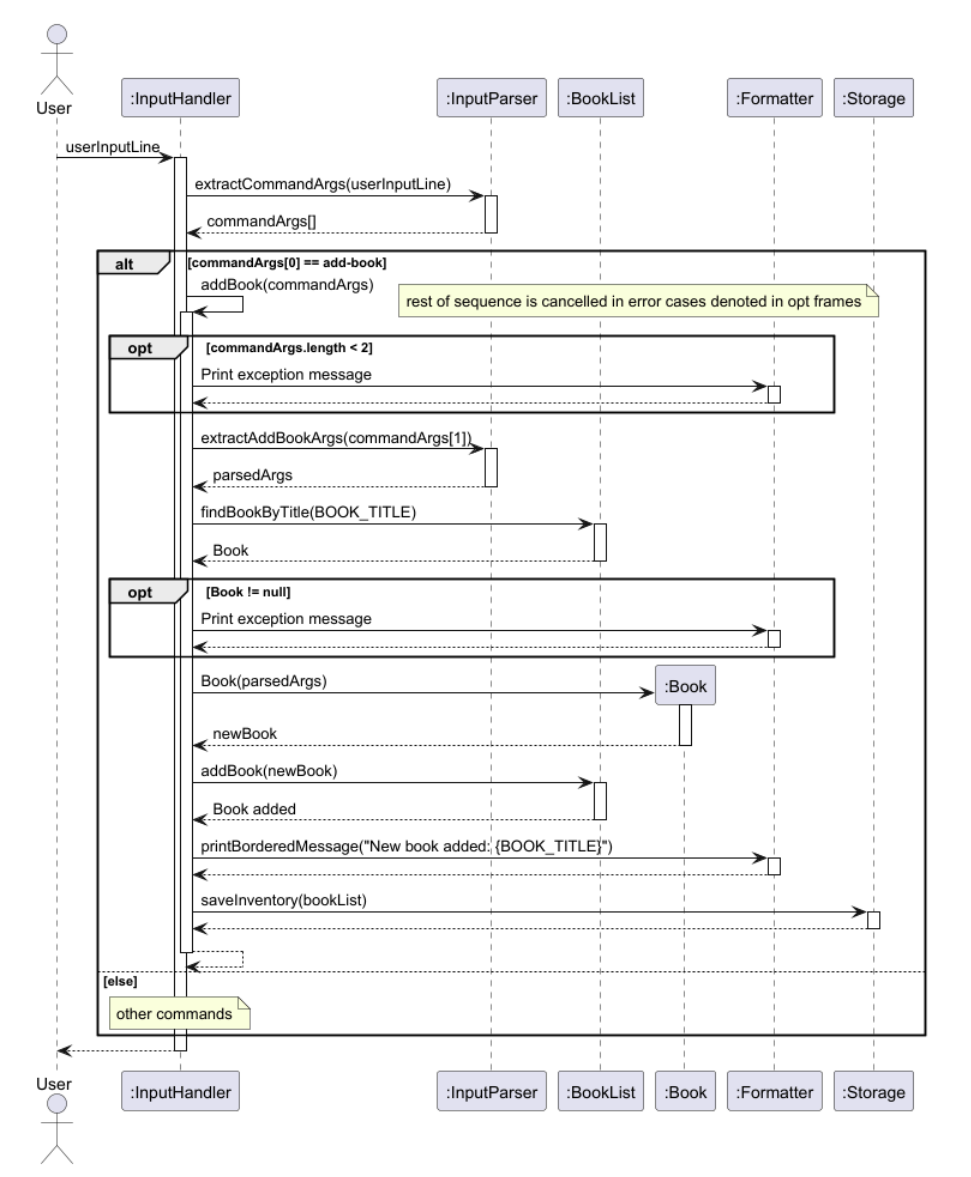 User
:InputHandler
:InputParser
:BookList
:Formatter
:Storage
userInputLine
extractCommandArgs(userInputLine)
commandArgs[]
alt
[commandArgs[0] == add-book]
addBook(commandArgs)
rest of sequence is cancelled in error cases denoted in opt frames
opt
[commandArgs.length < 2]
Print exception message
extractAddBookArgs(commandArgs[1])
parsedArgs
findBookByTitle(BOOK_TITLE)
Book
opt
[Book != null]
Print exception message
Book(parsedArgs)
:Book
newBook
addBook(newBook)
Book added
printBorderedMessage("New book added: {BOOK_TITLE}")
saveInventory(bookList)
[else]
other commands
User
:InputHandler
:InputParser
:BookList
:Book
:Formatter
:Storage